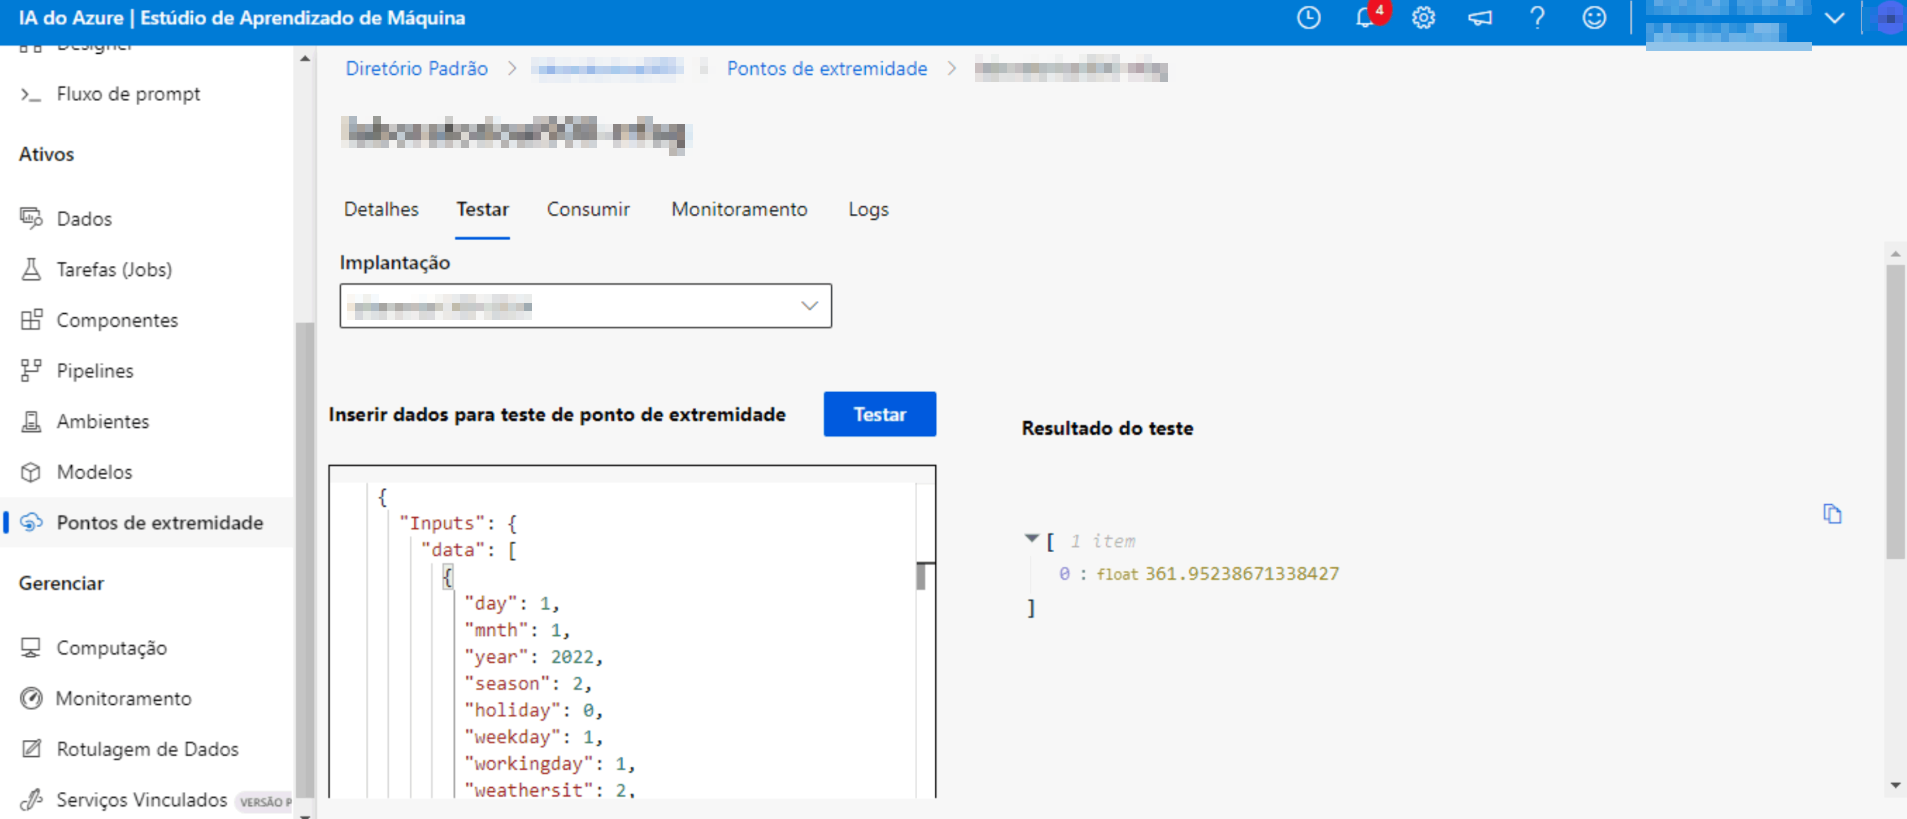 IA do Azure | Estúdio de Aprendizado de Máquina
4
Designer
Fluxo de prompt
Ativos
Dados
Tarefas (Jobs)
Componentes
Pipelines
Ambientes
Modelos
Pontos de extremidade
Gerenciar
Computação
Monitoramento
Rotulagem de Dados
Serviços Vinculados VERSÃO P
Diretório Padrão > Pontos de extremidade >
Detalhes Testar Consumir Monitoramento Logs
Implantação
Inserir dados para teste de ponto de extremidade Testar
{
"Inputs": {
"data": [
{
"day": 1,
"mnth": 1,
"year": 2022,
"season": 2,
"holiday": 0,
"weekday": 1,
"workingday": 1,
"weathersit": 2,
Resultado do teste
[ 1 item
0 : float 361.95238671338427
]